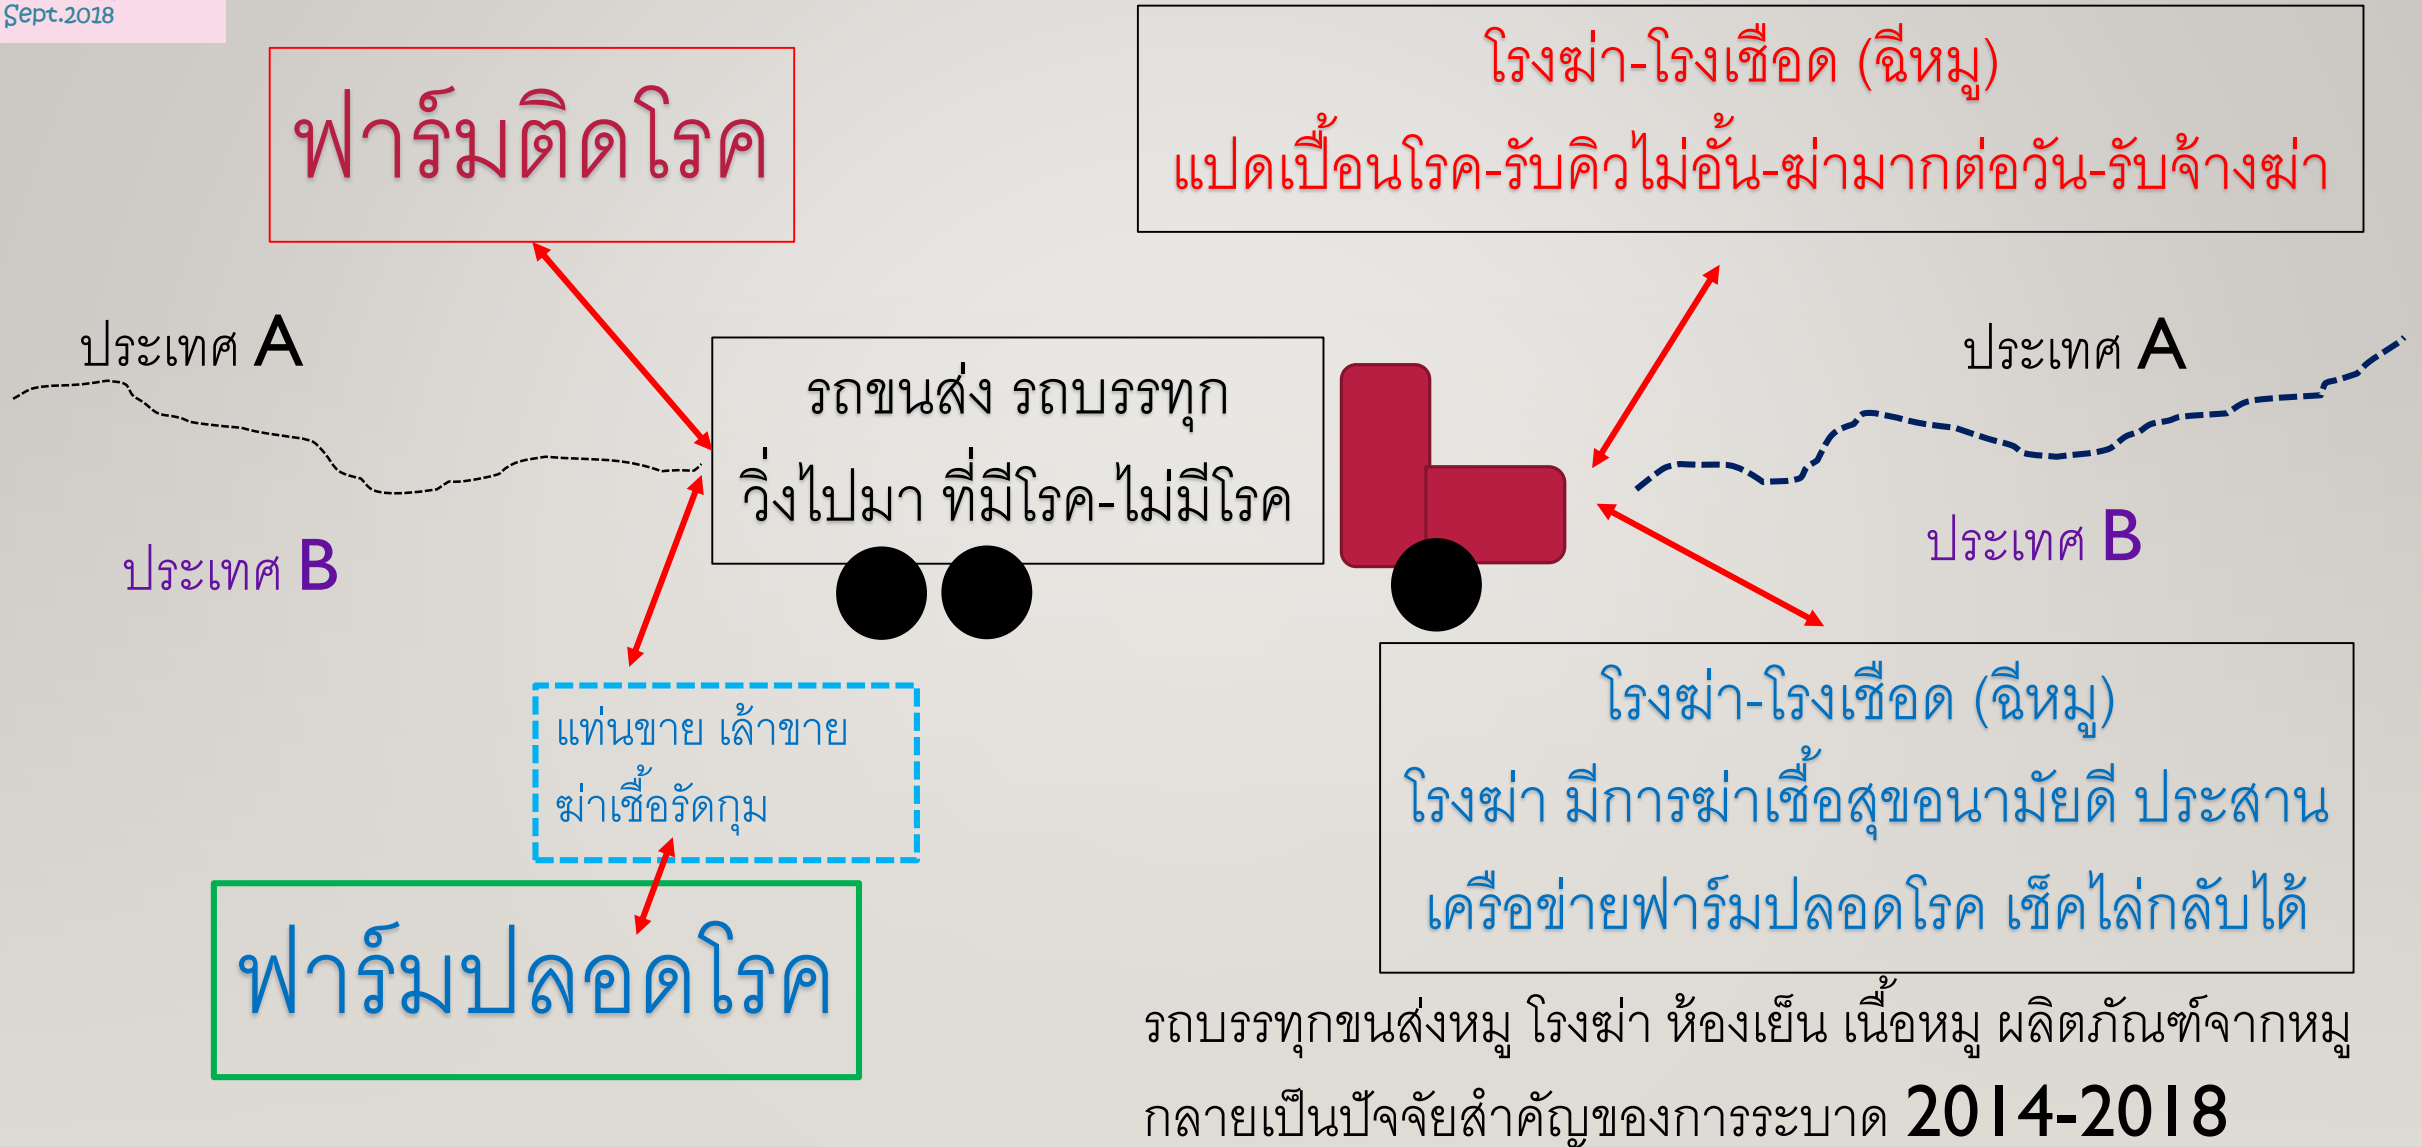 Sept.2018
ฟาร์มติดโรค
โรงฆ่า-โรงเชือด (ฉีหมู)
แปดเปื้อนโรค-รับคิวไม่อั้น-ฆ่ามากต่อวัน-รับจ้างฆ่า
ประเทศ A
ประเทศ B
รถขนส่ง รถบรรทุก
วิ่งไปมา ที่มีโรค-ไม่มีโรค
ประเทศ A
ประเทศ B
แท่นขาย เล้าขาย
ฆ่าเชื้อรัดกุม
ฟาร์มปลอดโรค
โรงฆ่า-โรงเชือด (ฉีหมู)
โรงฆ่า มีการฆ่าเชื้อสุขอนามัยดี ประสาน
เครือข่ายฟาร์มปลอดโรค เช็คไล่กลับได้
รถบรรทุกขนส่งหมู โรงฆ่า ห้องเย็น เนื้อหมู ผลิตภัณฑ์จากหมู
กลายเป็นปัจจัยสำคัญของการระบาด 2014-2018